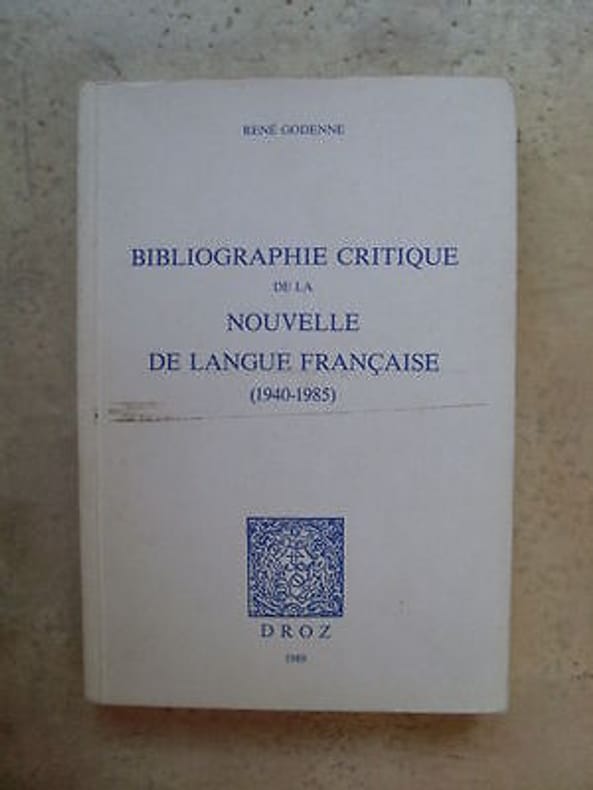 RENÉ GODENNE
BIBLIOGRAPHIE CRITIQUE
DE LA
NOUVELLE
DE LANGUE FRANÇAISE
(1940-1985)
DROZ
1989